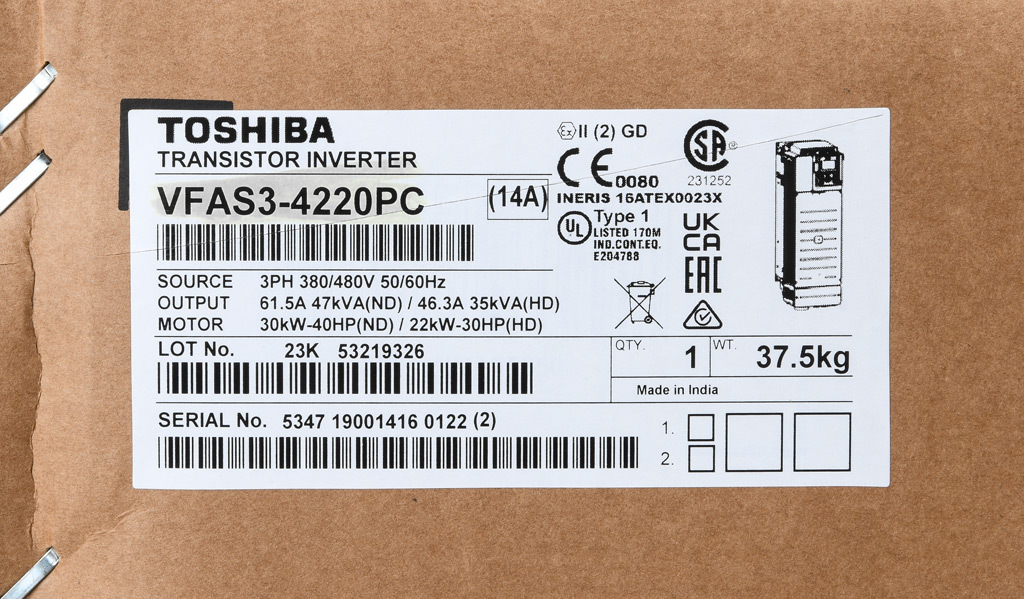 TOSHIBA
TRANSISTOR INVERTER
VFAS3-4220PC
(14A)
Ex II (2) GD
CE 0080
INERIS 16ATEX0023X
SA
231252
UL
Type 1
LISTED 170M
IND.CONT.EQ.
E204788
UK
CA
EAC
SOURCE 3PH 380/480V 50/60Hz
OUTPUT 61.5A 47kVA(ND) / 46.3A 35kVA(HD)
MOTOR 30kW-40HP(ND) / 22kW-30HP(HD)
LOT No. 23K 53219326
QTY. 1
WT. 37.5kg
Made in India
SERIAL No. 5347 19001416 0122 (2)
1.
2.